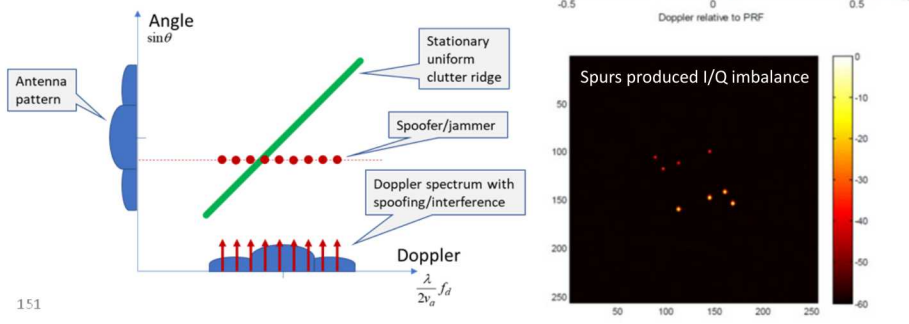 Angle
sinθ
Antenna
pattern
Stationary
uniform
clutter ridge
Spoofer/jammer
Doppler spectrum with
spoofing/interference
Doppler
λ
2vₐ
f_d
151
-0.5
0
0.5
Doppler relative to PRF
Spurs produced I/Q imbalance
50
100
150
200
250
50
100
150
200
250
0
-10
-20
-30
-40
-50
-60